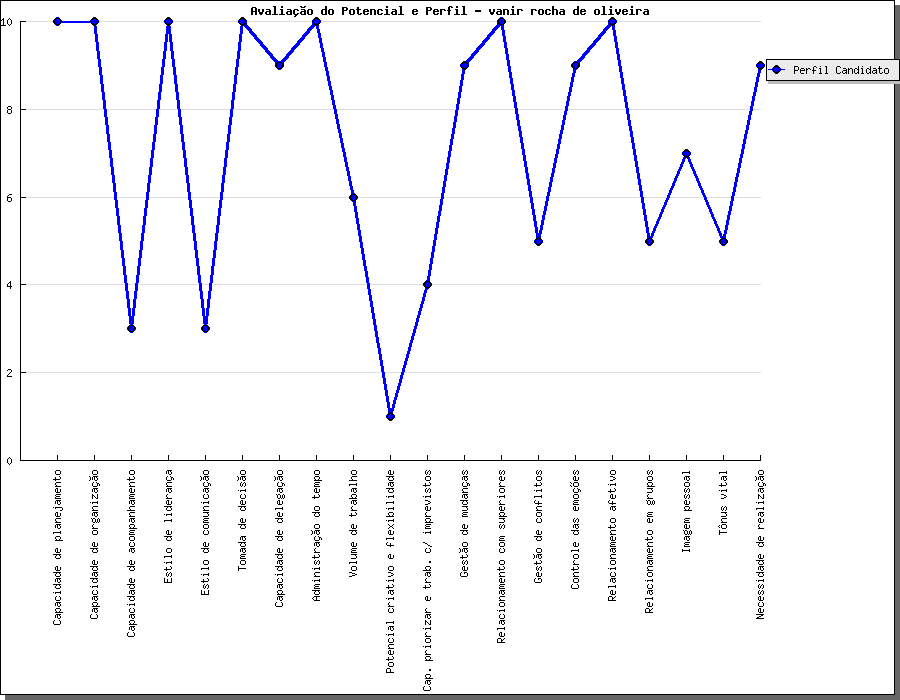 Avaliação do Potencial e Perfil - vanir rocha de oliveira
10
8
6
4
2
0
Perfil Candidato
Capacidade de planejamento
Capacidade de organização
Capacidade de acompanhamento
Estilo de liderança
Estilo de comunicação
Tomada de decisão
Capacidade de delegação
Administração do tempo
Volume de trabalho
Potencial criativo e flexibilidade
Cap. priorizar e trab. c/ imprevistos
Gestão de mudanças
Relacionamento com superiores
Gestão de conflitos
Controle das emoções
Relacionamento afetivo
Relacionamento em grupos
Imagem pessoal
Tônus vital
Necessidade de realização